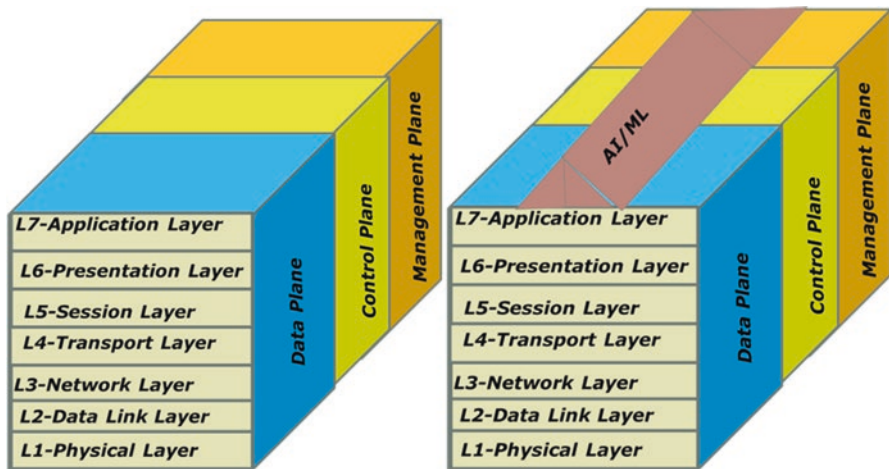 L7-Application Layer
L6-Presentation Layer
L5-Session Layer
L4-Transport Layer
L3-Network Layer
L2-Data Link Layer
L1-Physical Layer
Data Plane
Control Plane
Management Plane
AI/ML
L7-Application Layer
L6-Presentation Layer
L5-Session Layer
L4-Transport Layer
L3-Network Layer
L2-Data Link Layer
L1-Physical Layer
Data Plane
Control Plane
Management Plane